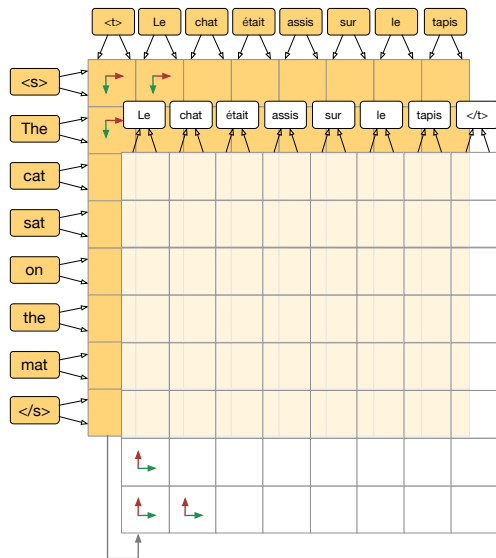 <t> Le chat était assis sur le tapis
<s>
The
Le chat était assis sur le tapis </t>
cat
sat
on
the
mat
</s>